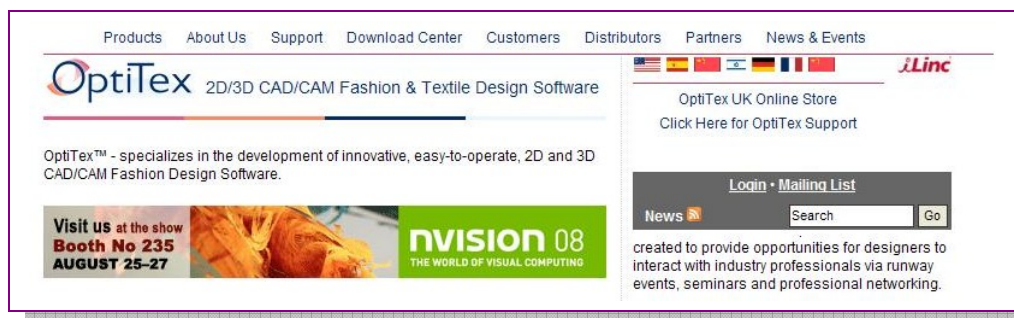 Products About Us Support Download Center Customers Distributors Partners News & Events
OptiTex 2D/3D CAD/CAM Fashion & Textile Design Software
OptiTex™ - specializes in the development of innovative, easy-to-operate, 2D and 3D
CAD/CAM Fashion Design Software.
Visit us at the show
Booth No 235
AUGUST 25–27
nVISION 08
THE WORLD OF VISUAL COMPUTING
iLinc
OptiTex UK Online Store
Click Here for OptiTex Support
Login • Mailing List
News Search Go
created to provide opportunities for designers to
interact with industry professionals via runway
events, seminars and professional networking.